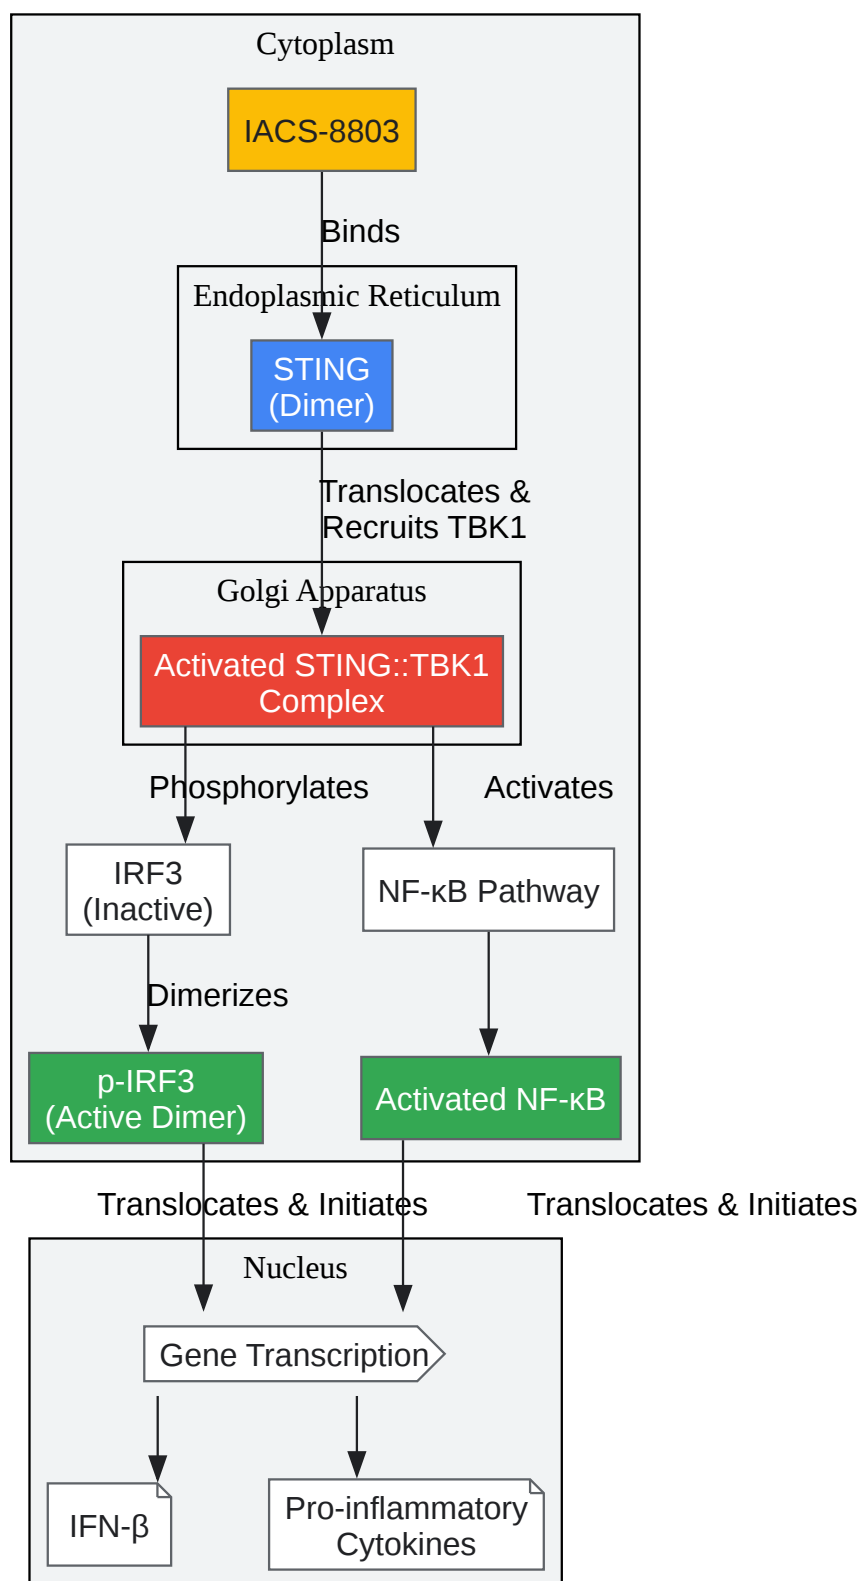 Cytoplasm
IACS-8803
Binds
Endoplasmic Reticulum
STING
(Dimer)
Translocates &
Recruits TBK1
Golgi Apparatus
Activated STING::TBK1
Complex
Phosphorylates
Activates
IRF3
(Inactive)
NF-κB Pathway
Dimerizes
p-IRF3
(Active Dimer)
Activated NF-κB
Translocates & Initiates
Translocates & Initiates
Nucleus
Gene Transcription
IFN-β
Pro-inflammatory
Cytokines